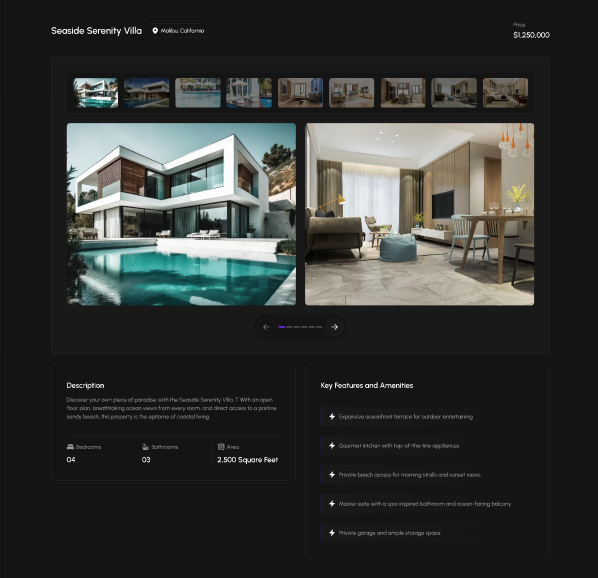 Seaside Serenity Villa
Malibu, California
Price
$1,250,000
Description
Discover your own piece of paradise with the Seaside Serenity Villa. T With an open
floor plan, breathtaking ocean views from every room, and direct access to a pristine
sandy beach, this property is the epitome of coastal living.
Bedrooms
04
Bathrooms
03
Area
2,500 Square Feet
Key Features and Amenities
Expansive oceanfront terrace for outdoor entertaining
Gourmet kitchen with top-of-the-line appliances
Private beach access for morning strolls and sunset views
Master suite with a spa-inspired bathroom and ocean-facing balcony
Private garage and ample storage space